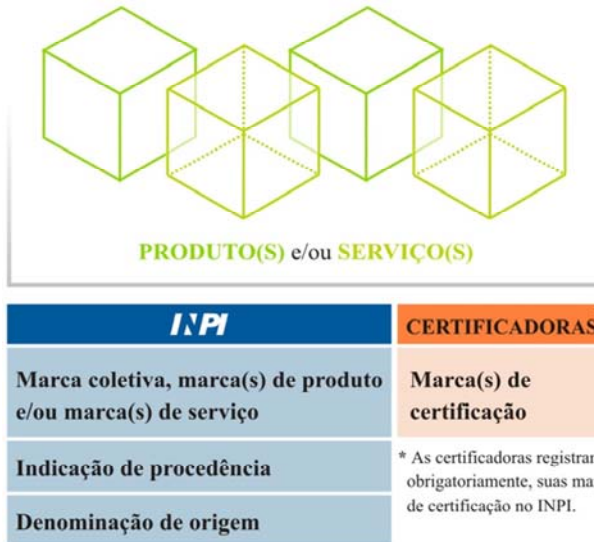 PRODUTO(S) e/ou SERVIÇO(S)
INPI
CERTIFICADORAS
Marca coletiva, marca(s) de produto
e/ou marca(s) de serviço
Marca(s) de
certificação
Indicação de procedência
Denominação de origem
* As certificadoras registram
obrigatoriamente, suas
de certificação no INPI.